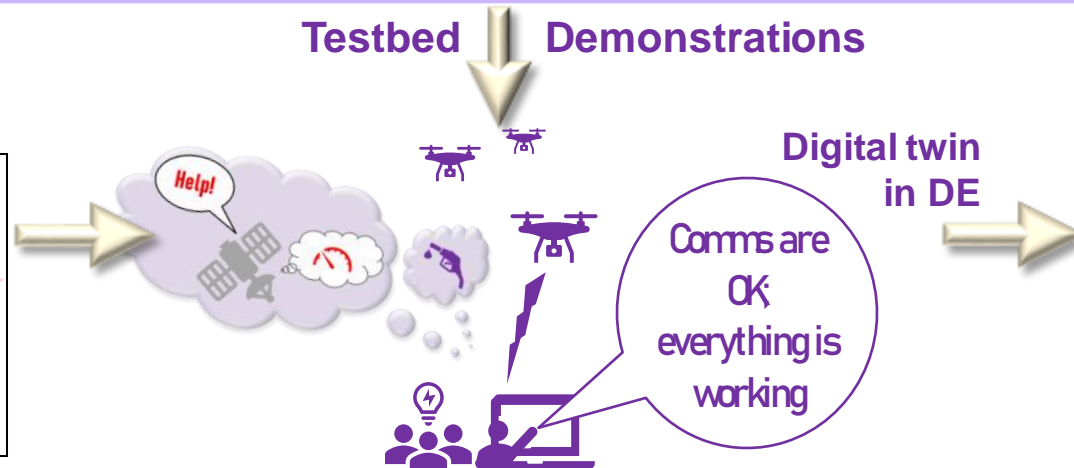 Testbed Demonstrations
Help!
Digital twin
in DE
Comms are
OK;
everything is
working